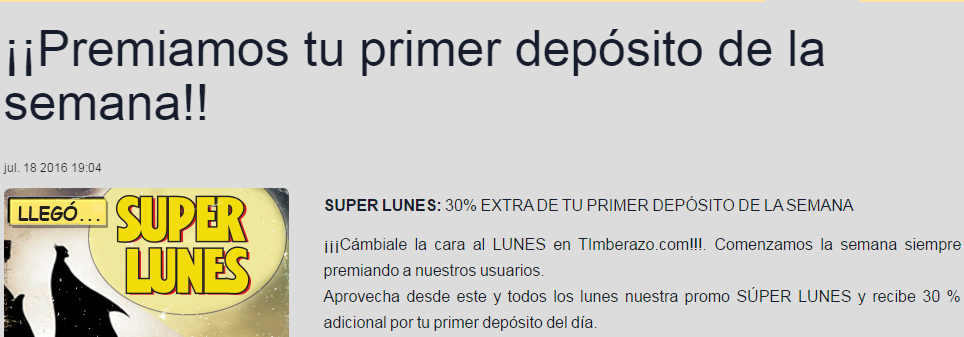 ¡¡Premiamos tu primer depósito de la
semana!!
jul. 18 2016 19:04
LLEGÓ...
SUPER
LUNES
SUPER LUNES: 30% EXTRA DE TU PRIMER DEPÓSITO DE LA SEMANA
¡¡¡Cámbiale la cara al LUNES en TImberazo.com!!!. Comenzamos la semana siempre
premiando a nuestros usuarios.
Aprovecha desde este y todos los lunes nuestra promo SÚPER LUNES y recibe 30 %
adicional por tu primer depósito del día.